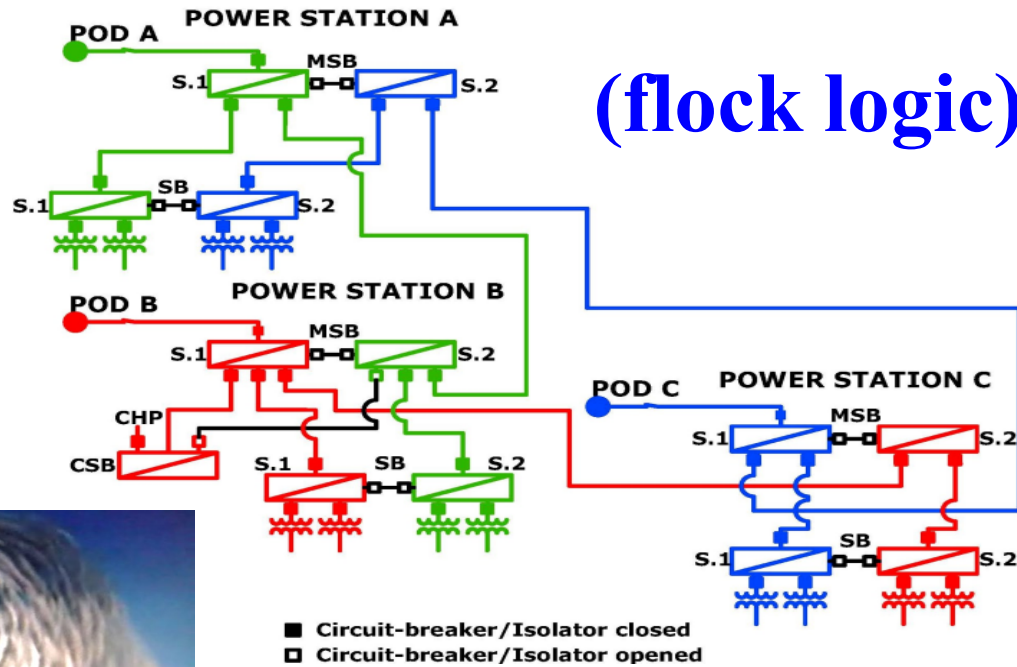 POWER STATION A
POD A
MSB
S.1
S.2
(flock logic)
SB
S.1
S.2
POWER STATION B
POD B
MSB
S.1
S.2
CHP
CSB
S.1
SB
S.2
POWER STATION C
POD C
MSB
S.1
S.2
SB
S.1
S.2
Circuit-breaker/Isolator closed
Circuit-breaker/Isolator opened